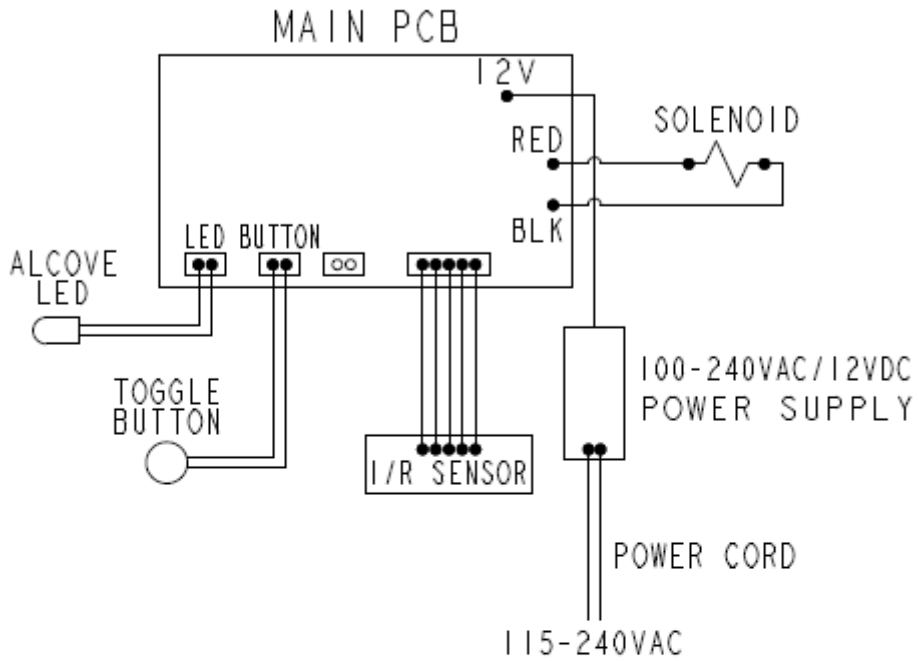 MAIN PCB
12V
RED
SOLENOID
BLK
LED BUTTON
ALCOVE
LED
TOGGLE
BUTTON
I/R SENSOR
100-240VAC/12VDC
POWER SUPPLY
POWER CORD
115-240VAC